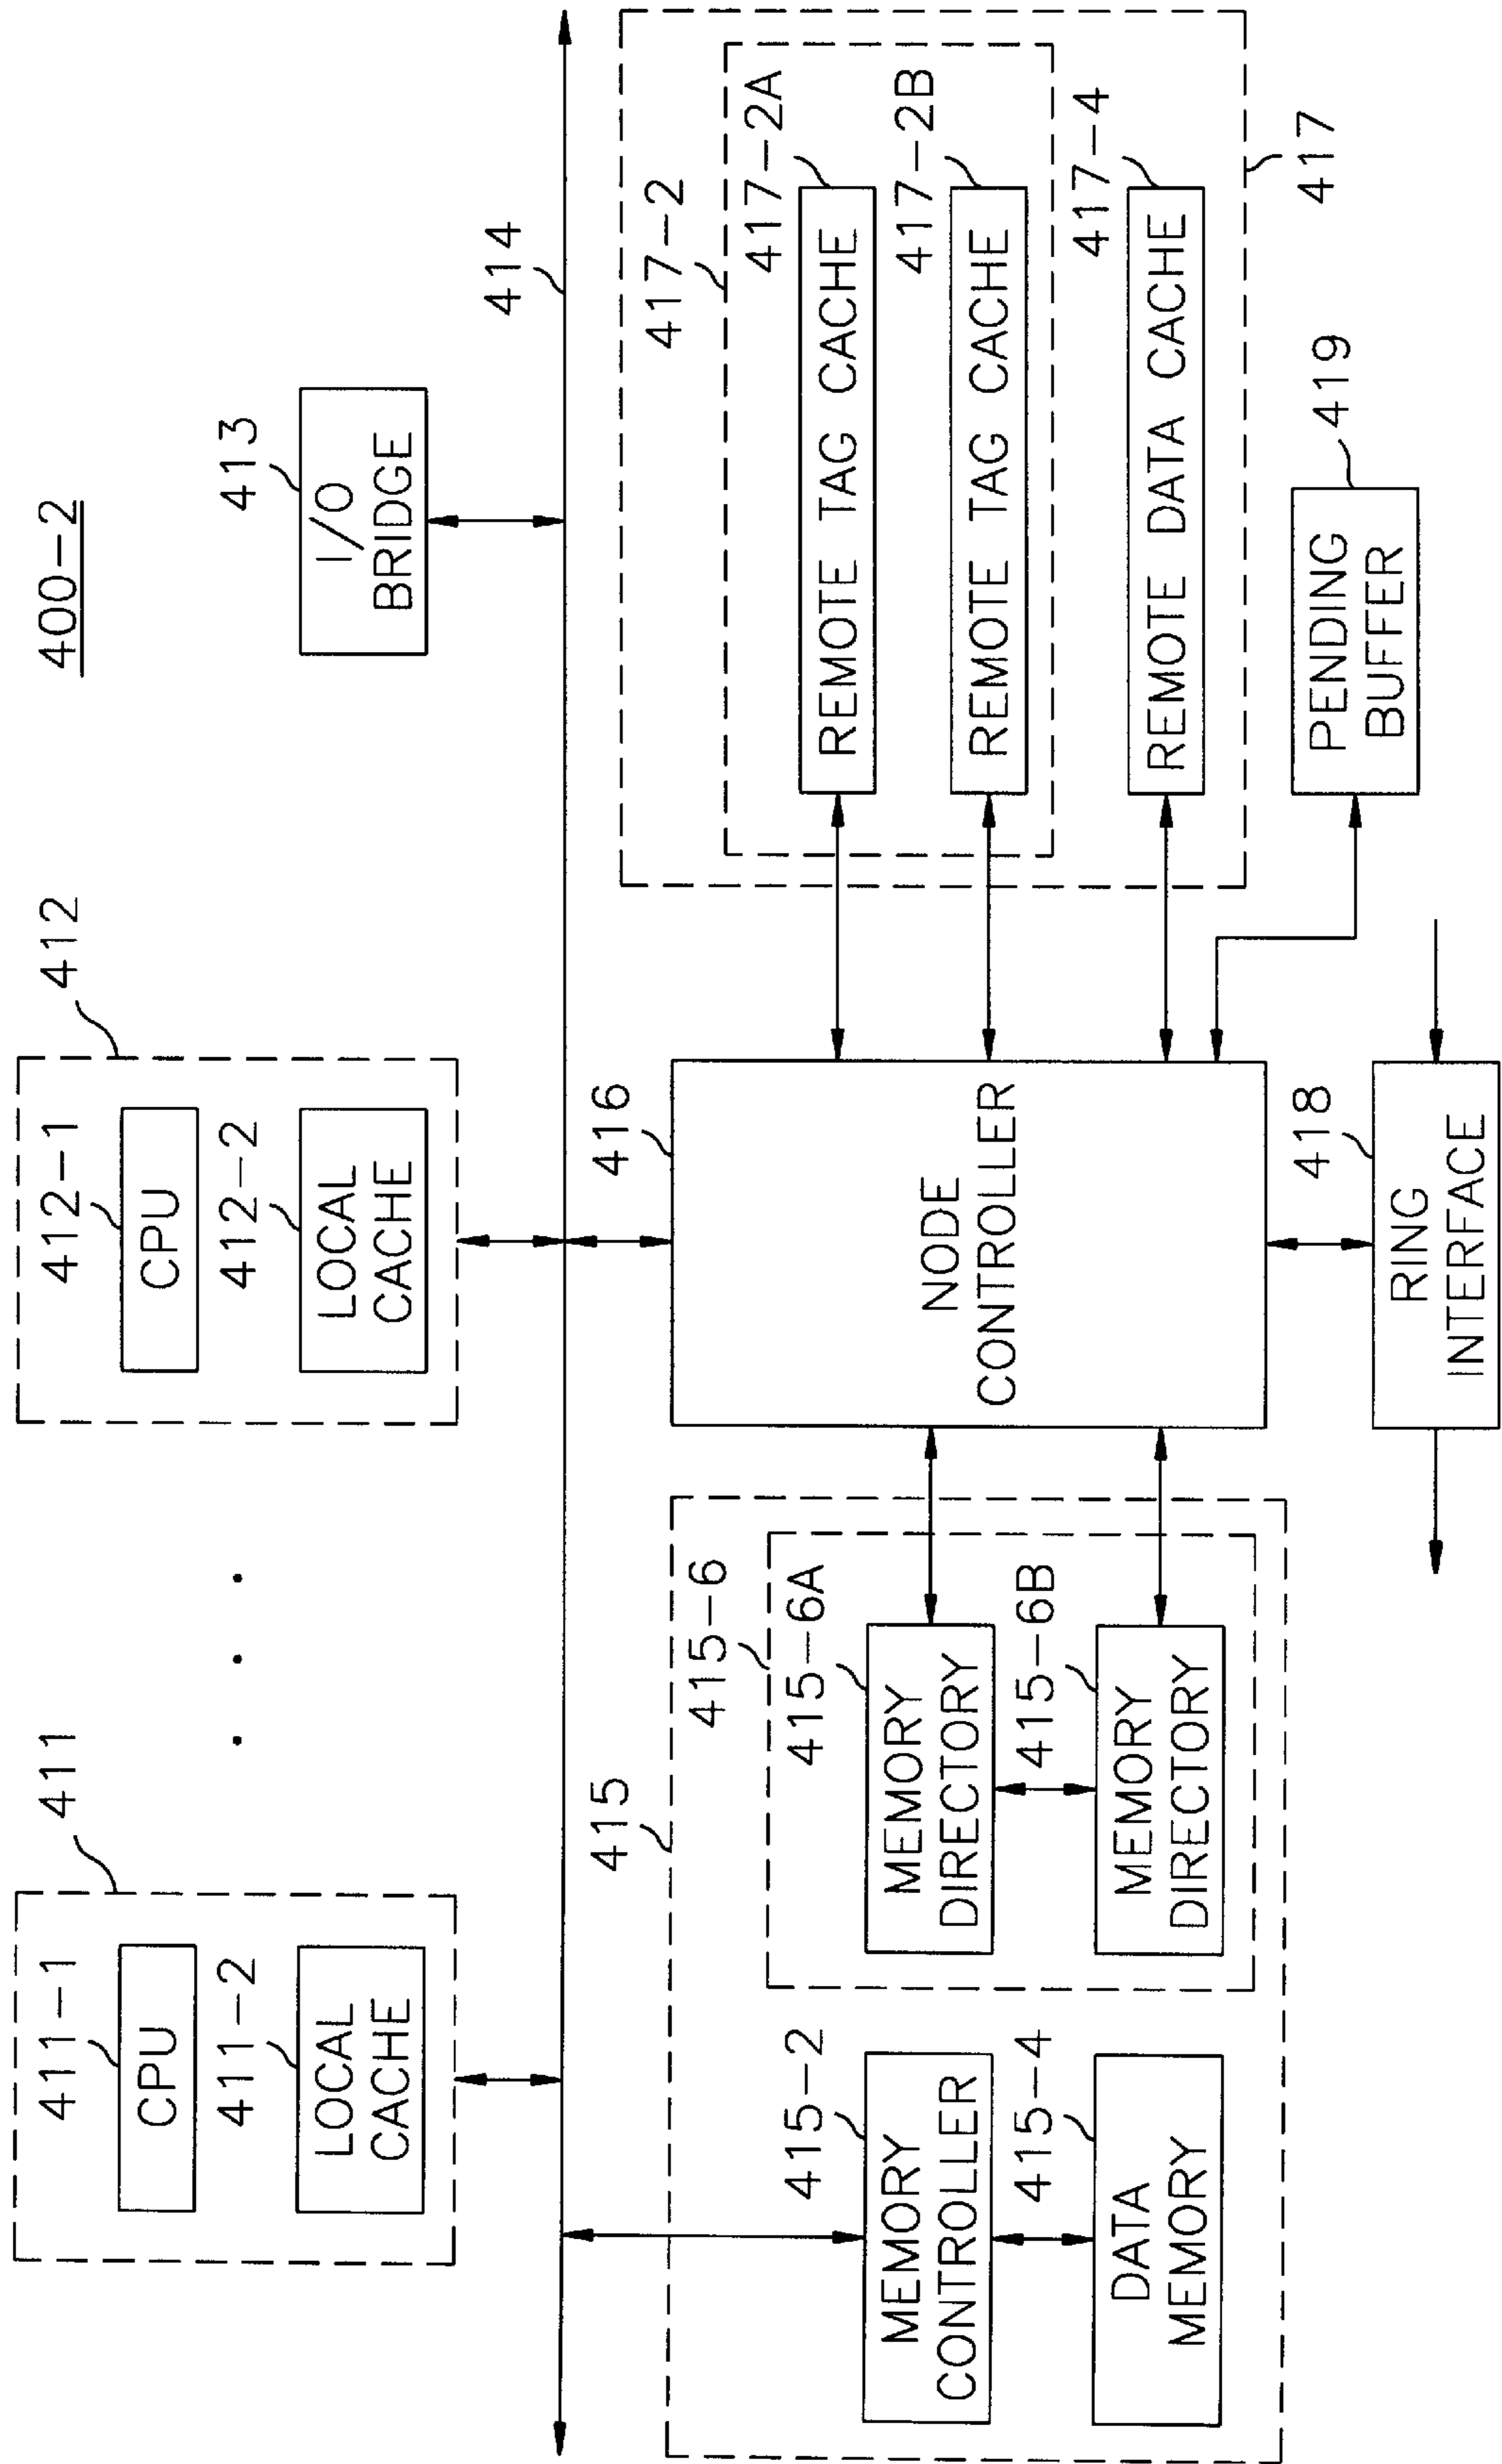 400-2
411
411-1
CPU
411-2
LOCAL
CACHE
. . .
412
412-1
CPU
412-2
LOCAL
CACHE
413
I/O
BRIDGE
414
415
415-2
MEMORY
CONTROLLER
415-4
DATA
MEMORY
415-6
415-6A
MEMORY
DIRECTORY
415-6B
MEMORY
DIRECTORY
416
NODE
CONTROLLER
417-2
417-2A
REMOTE TAG CACHE
417-2B
REMOTE TAG CACHE
417-4
REMOTE DATA CACHE
417
418
RING
INTERFACE
419
PENDING
BUFFER